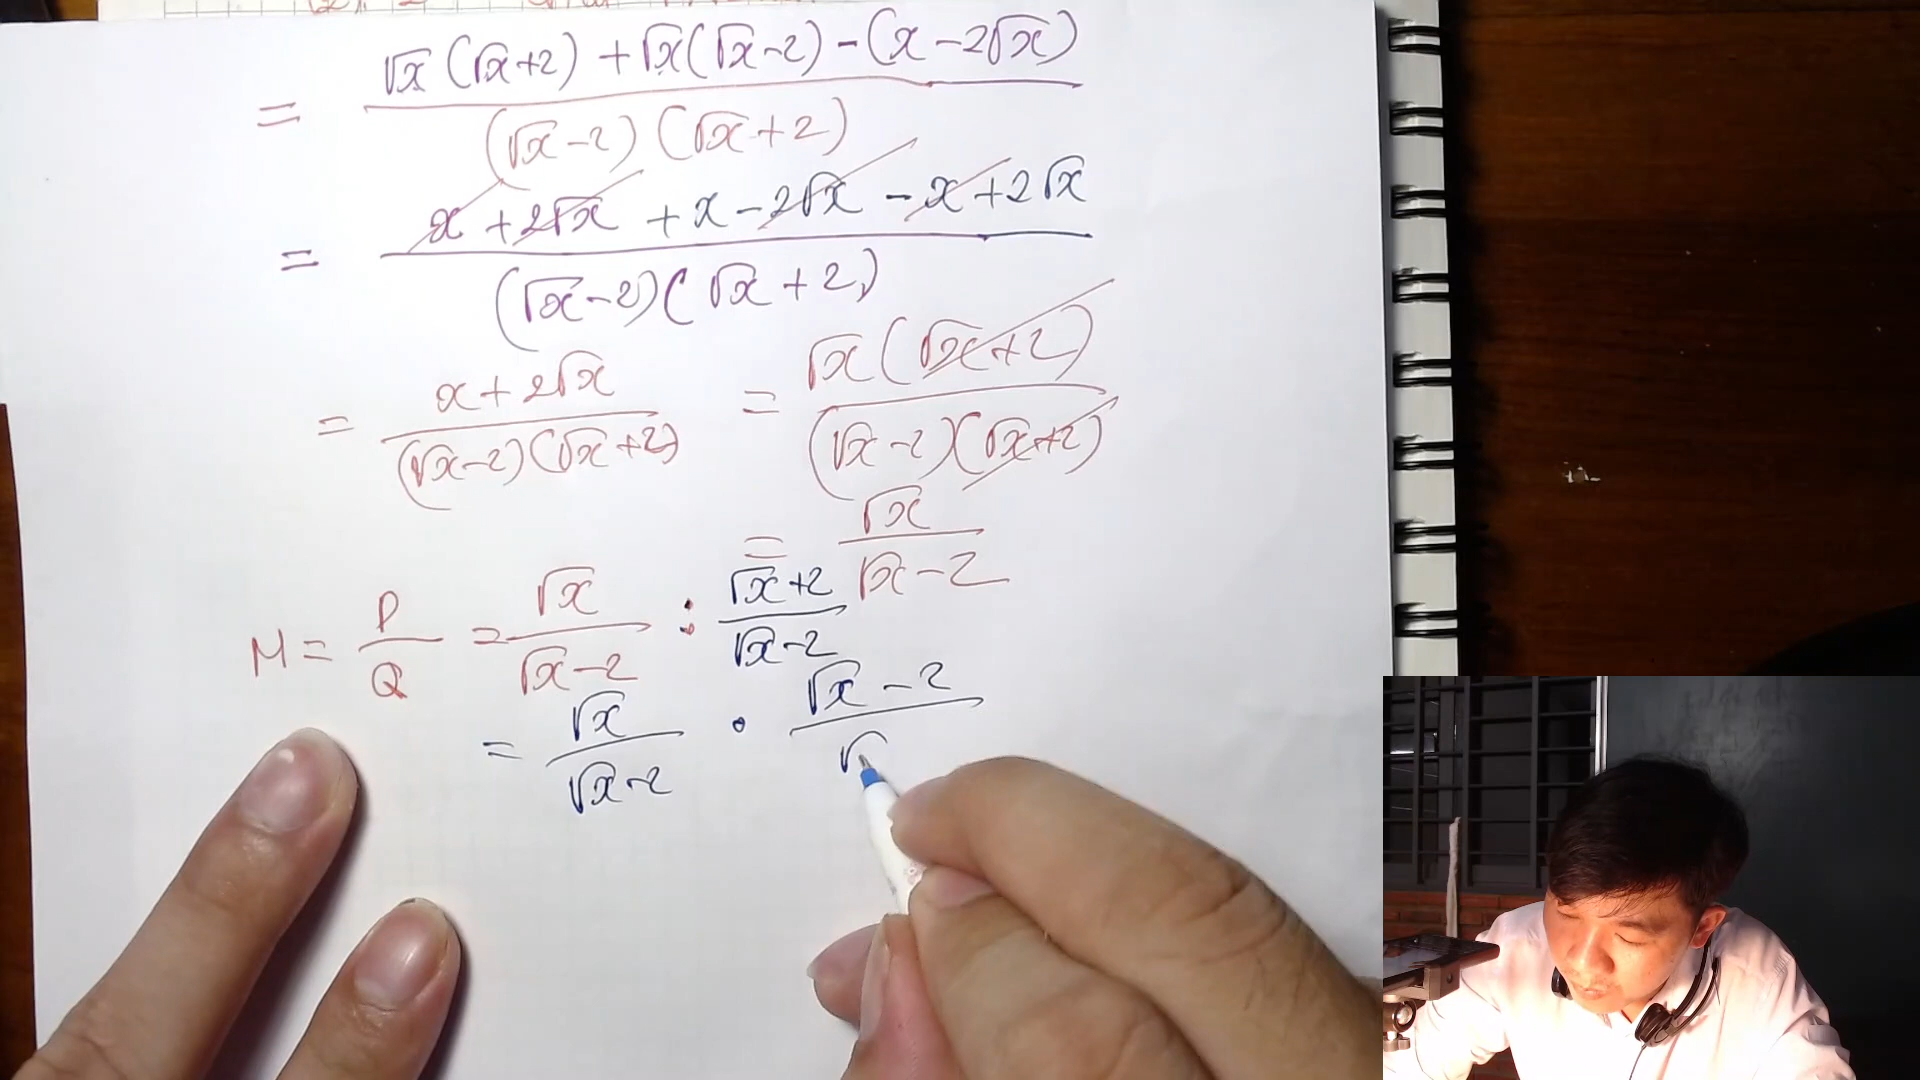 = √x (√x+2) + √x(√x-2) - (x - 2√x) / (√x-2) (√x+2)
= x + 2√x + x - 2√x - x + 2√x / (√x-2)(√x+2)
= x + 2√x / (√x-2)(√x+2) = √x (√x+2) / (√x-2)(√x+2)
= √x / √x-2
M = P / Q = √x / √x-2 : √x+2 / √x-2
= √x / √x-2 · √x-2 / √